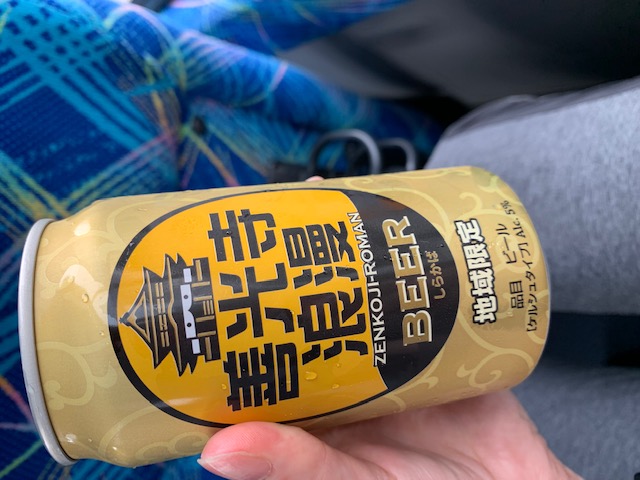 善光寺
浪漫
ZENKOJI-ROMAN
BEER
しらかば
地域限定
品目 ビール
(ケルシュタイプ) Alc. 5%